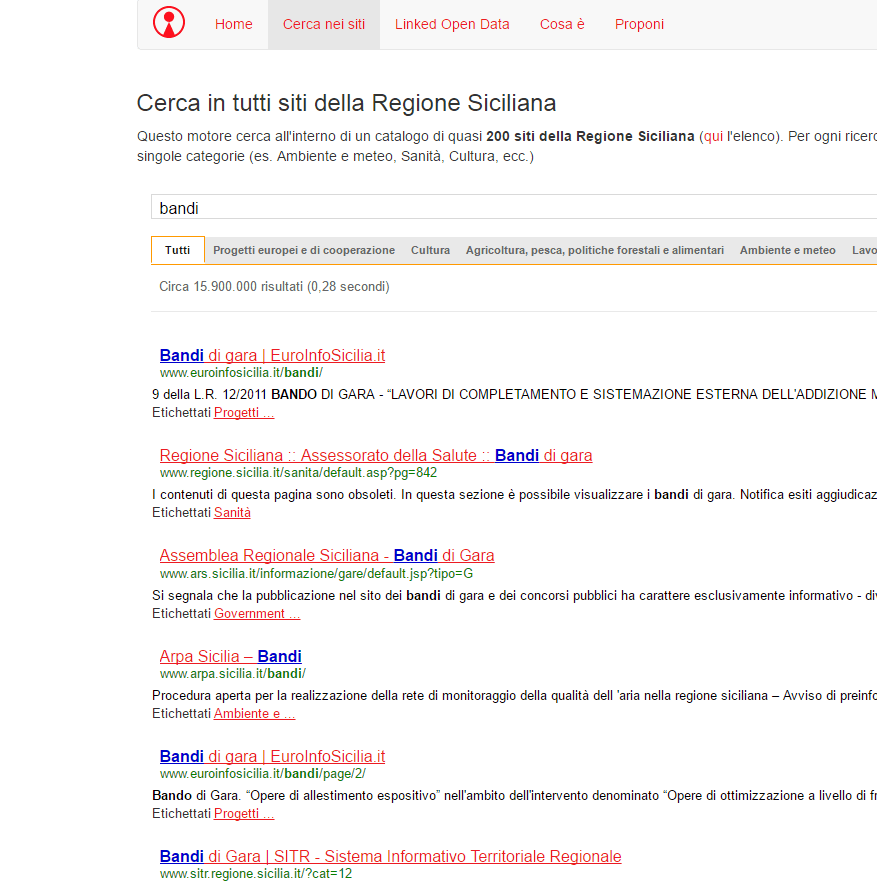 Home Cerca nei siti Linked Open Data Cosa è Proponi
Cerca in tutti siti della Regione Siciliana
Questo motore cerca all'interno di un catalogo di quasi 200 siti della Regione Siciliana (qui l'elenco). Per ogni
singole categorie (es. Ambiente e meteo, Sanità, Cultura, ecc.)
bandi
Tutti Progetti europei e di cooperazione Cultura Agricoltura, pesca, politiche forestali e alimentari Ambiente e meteo
Circa 15.900.000 risultati (0,28 secondi)
Bandi di gara | EuroInfoSicilia.it
www.euroinfosicilia.it/bandi/
9 della L.R. 12/2011 BANDO DI GARA - “LAVORI DI COMPLETAMENTO E SISTEMAZIONE ESTERNA DELL'ADDIZIONE
Etichettati Progetti ...
Regione Siciliana :: Assessorato della Salute :: Bandi di gara
www.regione.sicilia.it/sanita/default.asp?pg=842
I contenuti di questa pagina sono obsoleti. In questa sezione è possibile visualizzare i bandi di gara. Notifica esiti
Etichettati Sanità
Assemblea Regionale Siciliana - Bandi di Gara
www.ars.sicilia.it/informazione/gare/default.jsp?tipo=G
Si segnala che la pubblicazione nel sito dei bandi di gara e dei concorsi pubblici ha carattere esclusivamente informativo -
Etichettati Government ...
Arpa Sicilia – Bandi
www.arpa.sicilia.it/bandi/
Procedura aperta per la realizzazione della rete di monitoraggio della qualità dell 'aria nella regione siciliana – Avviso di
Etichettati Ambiente e ...
Bandi di gara | EuroInfoSicilia.it
www.euroinfosicilia.it/bandi/page/2/
Bando di Gara. “Opere di allestimento espositivo” nell'ambito dell'intervento denominato “Opere di ottimizzazione a livello di
Etichettati Progetti ...
Bandi di Gara | SITR - Sistema Informativo Territoriale Regionale
www.sitr.regione.sicilia.it/?cat=12